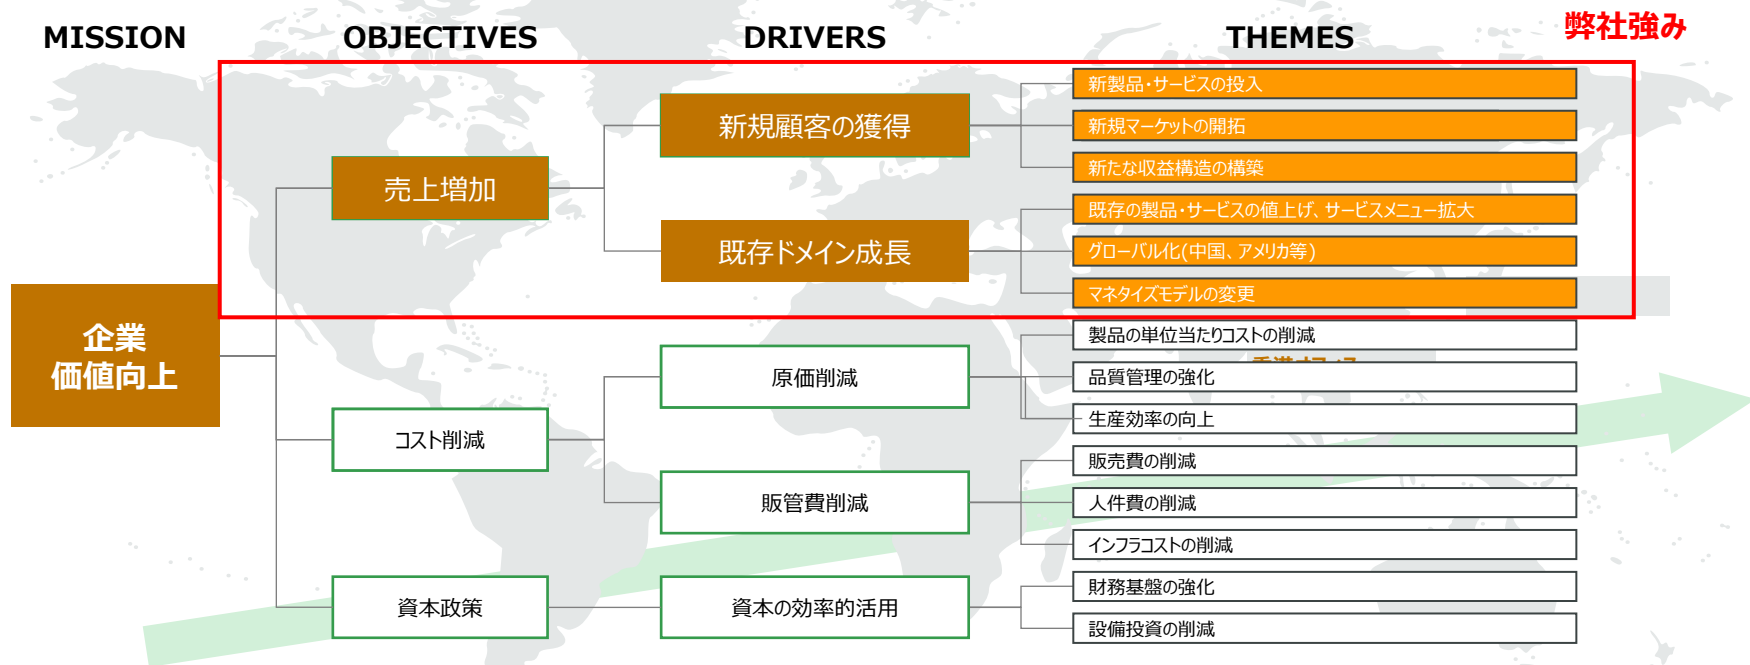 MISSION
OBJECTIVES
DRIVERS
THEMES
弊社強み
企業
価値向上
売上増加
新規顧客の獲得
新製品・サービスの投入
新規マーケットの開拓
新たな収益構造の構築
既存ドメイン成長
既存の製品・サービスの値上げ、サービスメニュー拡大
グローバル化(中国、アメリカ等)
マネタイズモデルの変更
コスト削減
原価削減
製品の単位当たりコストの削減
品質管理の強化
生産効率の向上
販管費削減
販売費の削減
人件費の削減
インフラコストの削減
資本政策
資本の効率的活用
財務基盤の強化
設備投資の削減